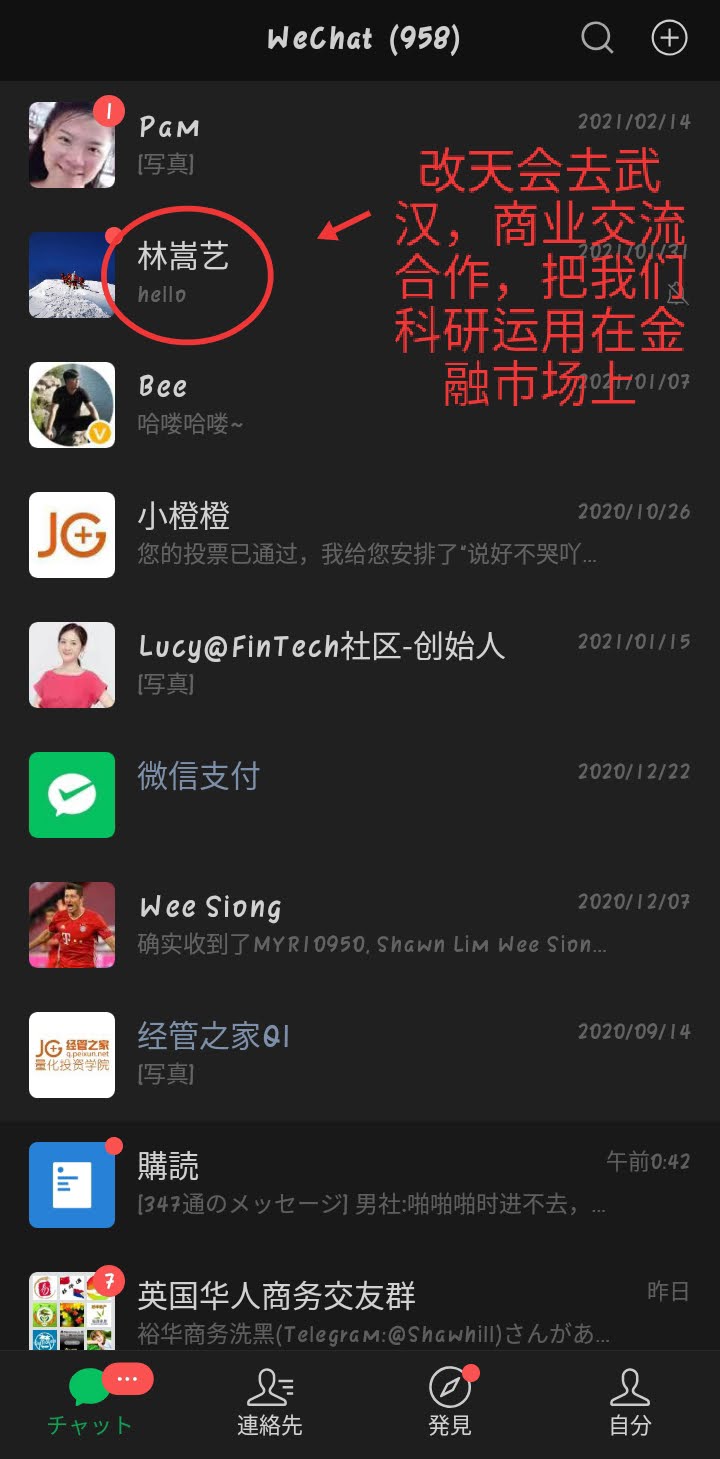 WeChat (958)
1
Pam
2021/02/14
[写真]
改天会去武
汉，商业交流
合作，把我们
科研运用在金
融市场上
林嵩艺
2021/01/31
hello
Bee
2021/01/07
哈喽哈喽~
V
JG
小橙橙
2020/10/26
您的投票已通过，我给您安排了“说好不哭吖...
Lucy@FinTech社区-创始人
2021/01/15
[写真]
微信支付
2020/12/22
Wee Siong
2020/12/07
确实收到了MYR10950, Shawn Lim Wee Sion...
JG 经管之家
q.peixun.net
量化投资学院
经管之家Q1
2020/09/14
[写真]
購読
午前0:42
[347通のメッセージ] 男社:啪啪啪时进不去，...
7
英国华人商务交友群
昨日
裕华商务洗黑(Telegram:@Shawhill)さんがあ...
チャット
連絡先
発見
自分